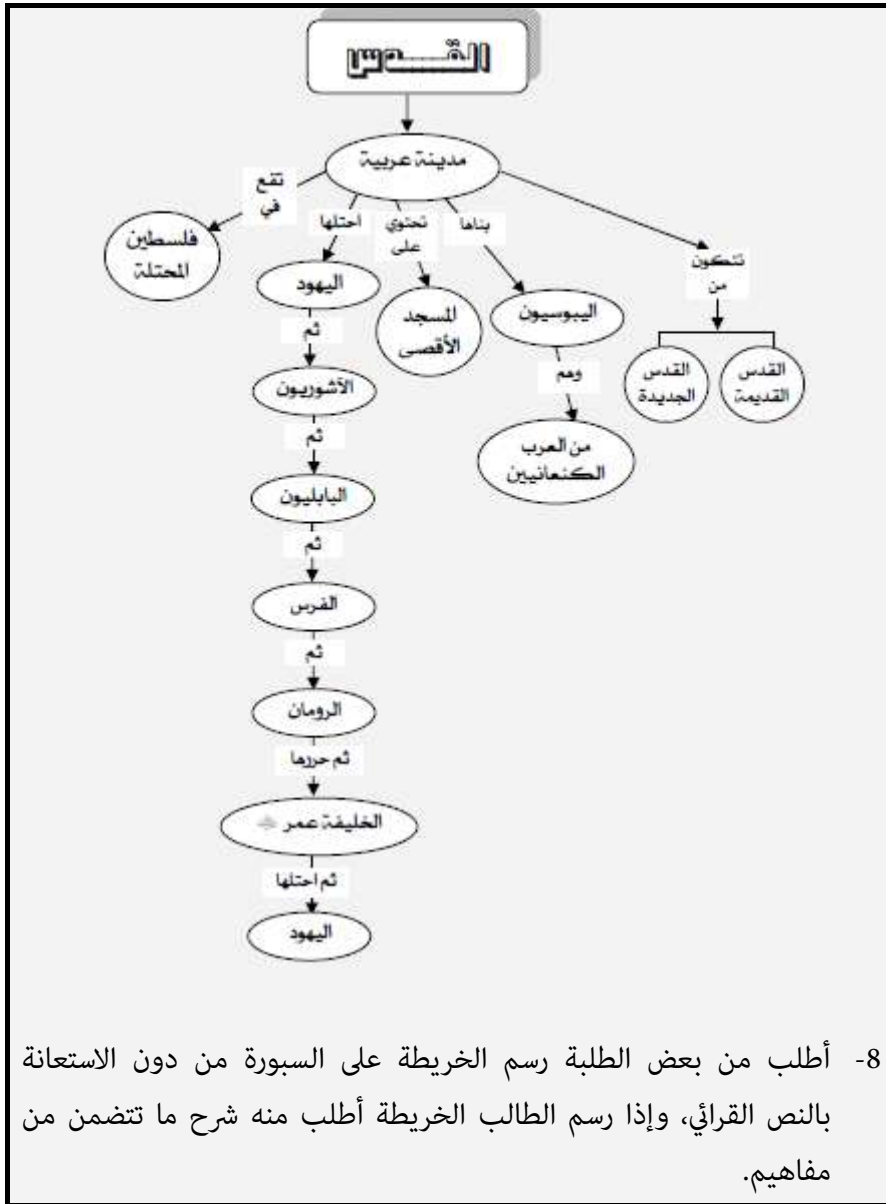 القدس
مدينة عربية
تقع
في
فلسطين
المحتلة
احتلها
اليهود
ثم
الآشوريون
ثم
البابليون
ثم
الفرس
ثم
الرومان
ثم حررها
الخليفة عمر
ثم احتلها
اليهود
تحتوي
على
المسجد
الأقصى
بناها
اليبوسيون
وهم
من العرب
الكنعانيين
تتكون
من
القدس
الجديدة
القدس
القديمة
8- أطلب من بعض الطلبة رسم الخريطة على السبورة من دون الاستعانة
بالنص القرائي، وإذا رسم الطالب الخريطة أطلب منه شرح ما تتضمن من
مفاهيم.